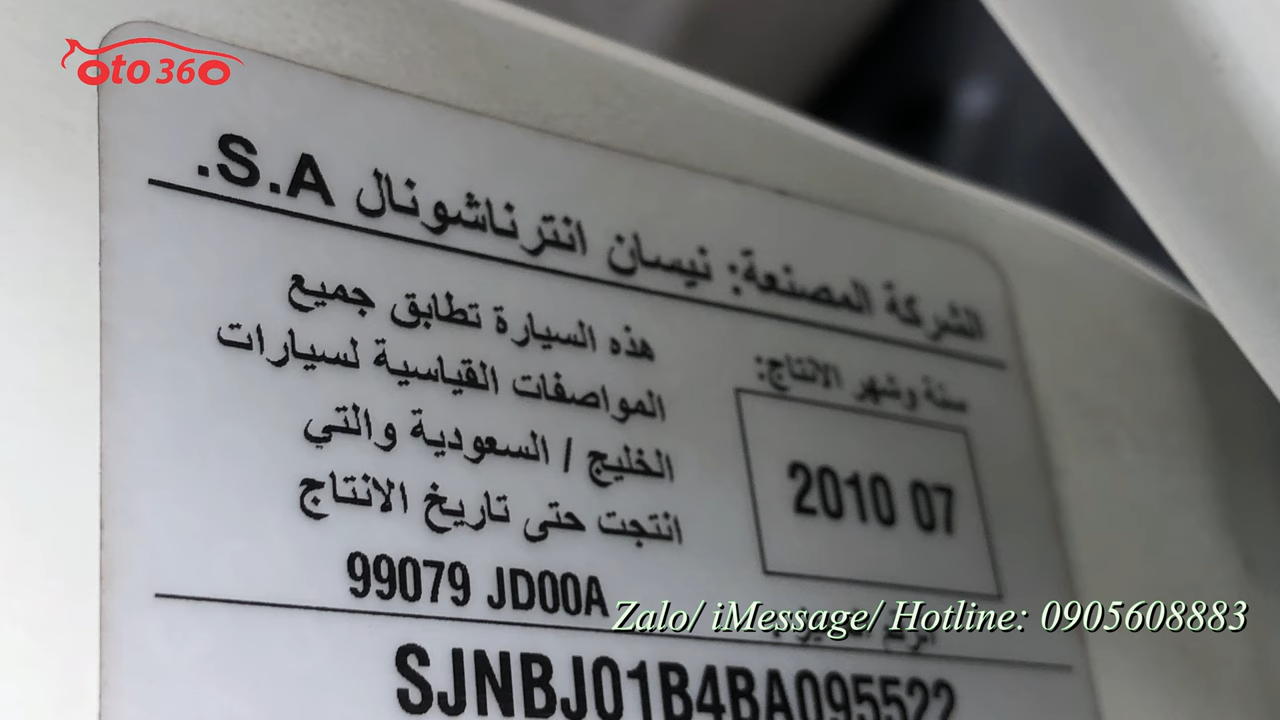 oto360
الشركة المصنعة: نيسان انترناشونال S.A.
هذه السيارة تطابق جميع
المواصفات القياسية لسيارات
الخليج / السعودية والتي
انتجت حتى تاريخ الانتاج
99079 JD00A
سنة وشهر الانتاج:
2010 07
Zalo/ iMessage/ Hotline: 0905608883
SJNBJ01B4BA095522